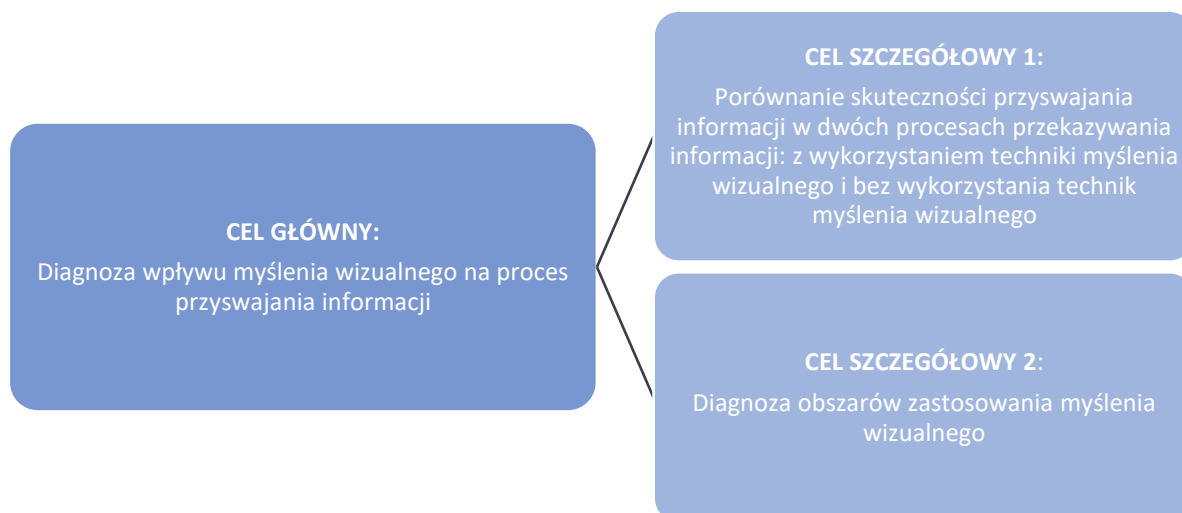 CEL GŁÓWNY:
Diagnoza wpływu myślenia wizualnego na proces
przyswajania informacji
CEL SZCZEGÓŁOWY 1:
Porównanie skuteczności przyswajania
informacji w dwóch procesach przekazywania
informacji: z wykorzystaniem techniki myślenia
wizualnego i bez wykorzystania technik
myślenia wizualnego
CEL SZCZEGÓŁOWY 2:
Diagnoza obszarów zastosowania myślenia
wizualnego